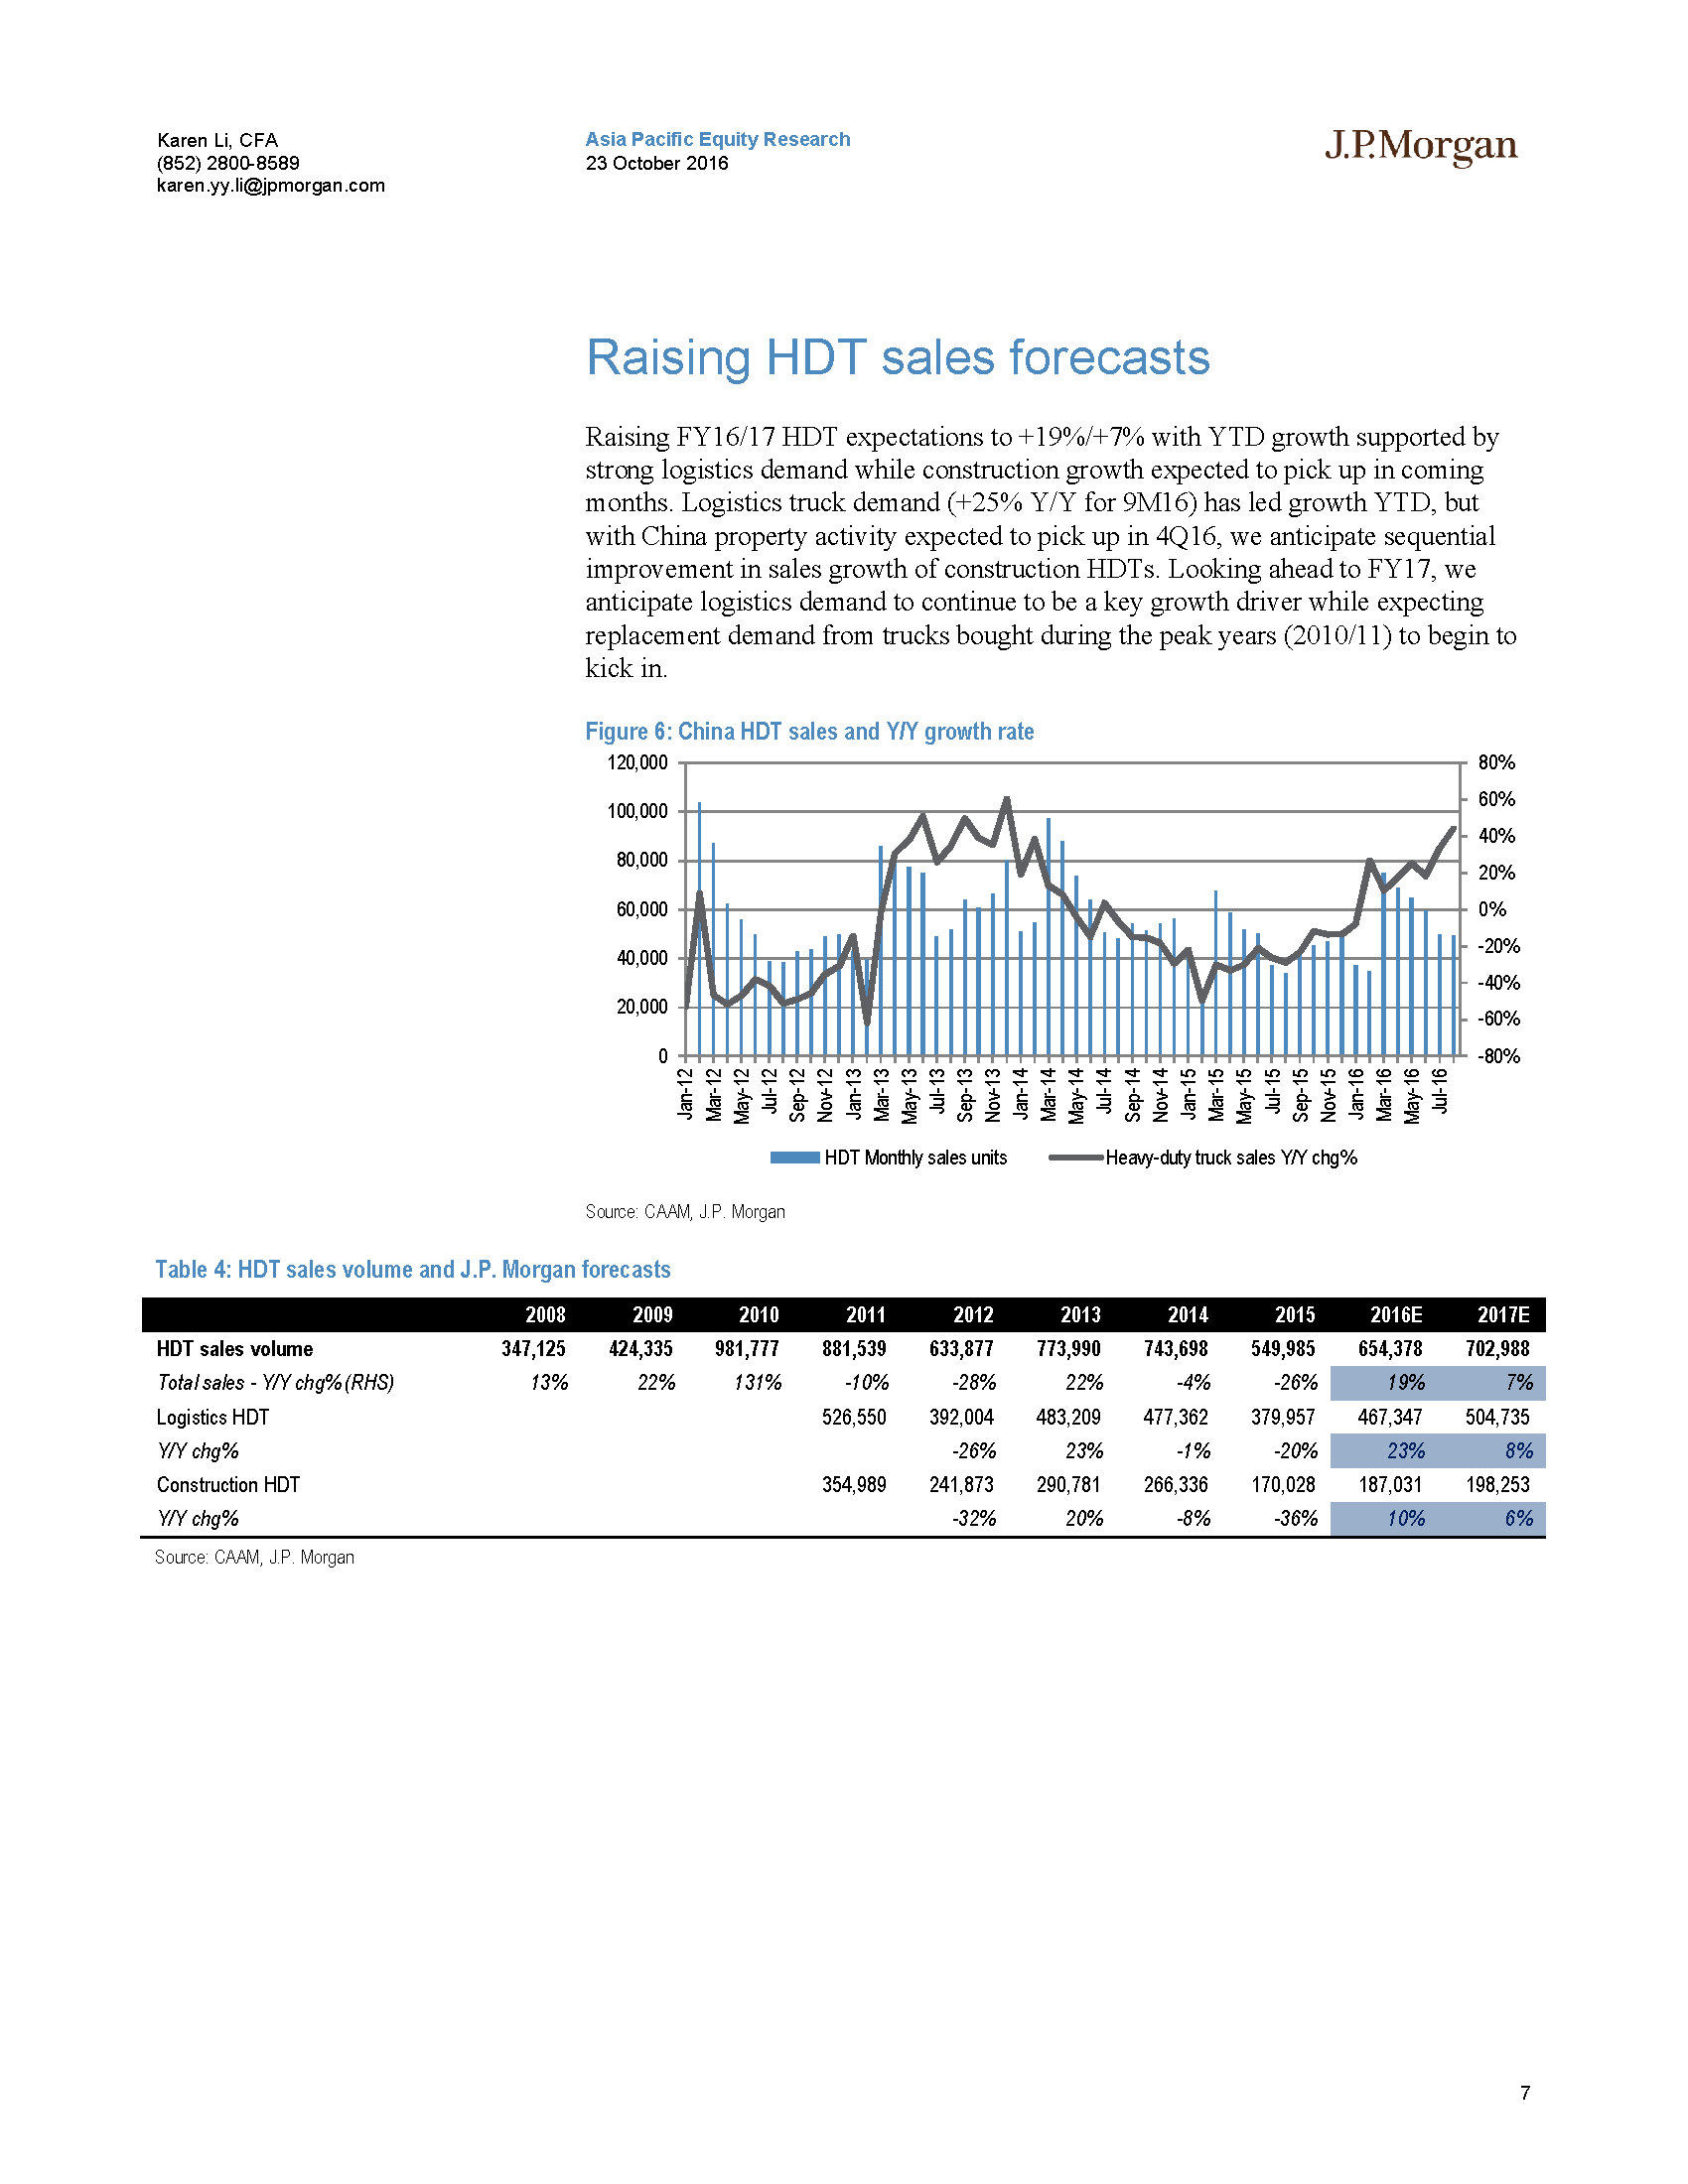 Karen Li, CFA
(852) 2800-8589
karen.yy.li@jpmorgan.com
Asia Pacific Equity Research
23 October 2016
J.P.Morgan
Raising HDT sales forecasts
Raising FY16/17 HDT expectations to +19%/+7% with YTD growth supported by
strong logistics demand while construction growth expected to pick up in coming
months. Logistics truck demand (+25% Y/Y for 9M16) has led growth YTD, but
with China property activity expected to pick up in 4Q16, we anticipate sequential
improvement in sales growth of construction HDTs. Looking ahead to FY17, we
anticipate logistics demand to continue to be a key growth driver while expecting
replacement demand from trucks bought during the peak years (2010/11) to begin to
kick in.
Figure 6: China HDT sales and Y/Y growth rate
120,000 80%
100,000 60%
80,000 40%
60,000 20%
40,000 0%
20,000 -20%
0 -40%
-60%
-80%
Jan-12 Mar-12 May-12 Jul-12 Sep-12 Nov-12 Jan-13 Mar-13 May-13 Jul-13 Sep-13 Nov-13 Jan-14 Mar-14 May-14 Jul-14 Sep-14 Nov-14 Jan-15 Mar-15 May-15 Jul-15 Sep-15 Nov-15 Jan-16 Mar-16 May-16 Jul-16
HDT Monthly sales units Heavy-duty truck sales Y/Y chg%
Source: CAAM, J.P. Morgan
Table 4: HDT sales volume and J.P. Morgan forecasts
2008 2009 2010 2011 2012 2013 2014 2015 2016E 2017E
HDT sales volume 347,125 424,335 981,777 881,539 633,877 773,990 743,698 549,985 654,378 702,988
Total sales - Y/Y chg% (RHS) 13% 22% 131% -10% -28% 22% -4% -26% 19% 7%
Logistics HDT 526,550 392,004 483,209 477,362 379,957 467,347 504,735
Y/Y chg% -26% 23% -1% -20% 23% 8%
Construction HDT 354,989 241,873 290,781 266,336 170,028 187,031 198,253
Y/Y chg% -32% 20% -8% -36% 10% 6%
Source: CAAM, J.P. Morgan
7